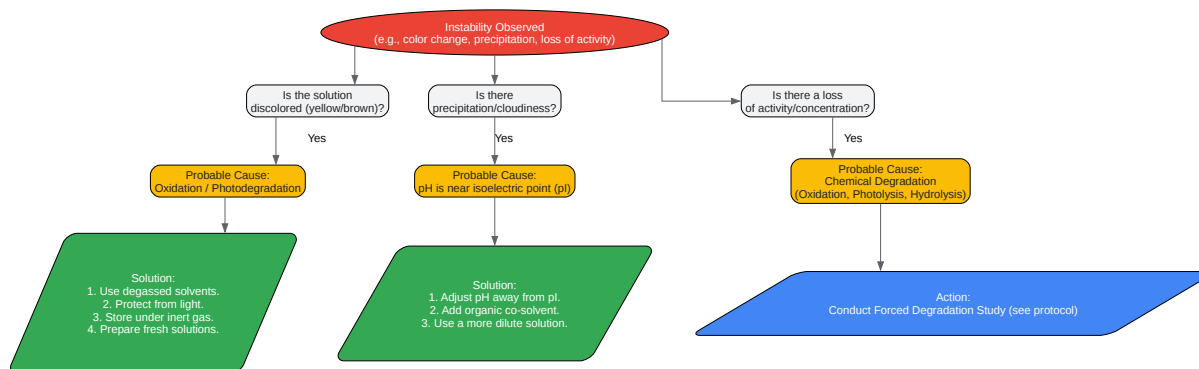 Instability Observed
(e.g., color change, precipitation, loss of activity)
Is the solution
discolored (yellow/brown)?
Is there
precipitation/cloudiness?
Is there a loss
of activity/concentration?
Yes
Yes
Yes
Probable Cause:
Oxidation / Photodegradation
Probable Cause:
pH is near isoelectric point (pI)
Probable Cause:
Chemical Degradation
(Oxidation, Photolysis, Hydrolysis)
Solution:
1. Use degassed solvents.
2. Protect from light.
3. Store under inert gas.
4. Prepare fresh solutions.
Solution:
1. Adjust pH away from pI.
2. Add organic co-solvent.
3. Use a more dilute solution.
Action:
Conduct Forced Degradation Study (see protocol)